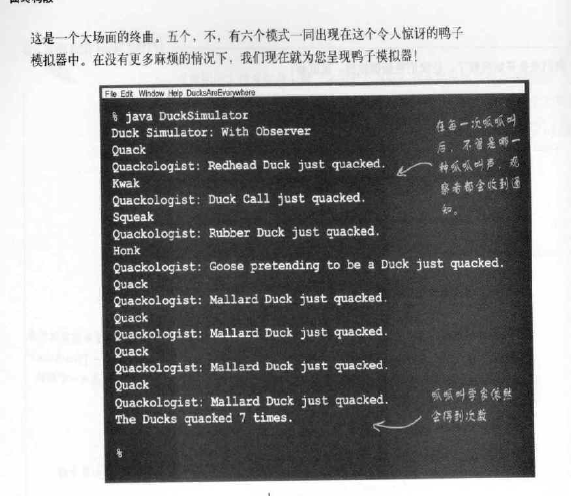 这是一个大场面的终曲。五个，不，有六个模式一同出现在这个令人惊讶的鸭子
模拟器中。在没有更多麻烦的情况下，我们现在就为您呈现鸭子模拟器！
File Edit Window Help DucksAreEverywhere
% java DuckSimulator
Duck Simulator: With Observer
Quack
Quackologist: Redhead Duck just quacked.
Kwak
Quackologist: Duck Call just quacked.
Squeak
Quackologist: Rubber Duck just quacked.
Honk
Quackologist: Goose pretending to be a Duck just quacked.
Quack
Quackologist: Mallard Duck just quacked.
Quack
Quackologist: Mallard Duck just quacked.
Quack
Quackologist: Mallard Duck just quacked.
Quack
Quackologist: Mallard Duck just quacked.
The Ducks quacked 7 times.
%
在每一次呱呱叫
后，不管是哪一
种呱呱叫声，观
察者都会收到通
知。
呱呱叫学家依然
会得到次数